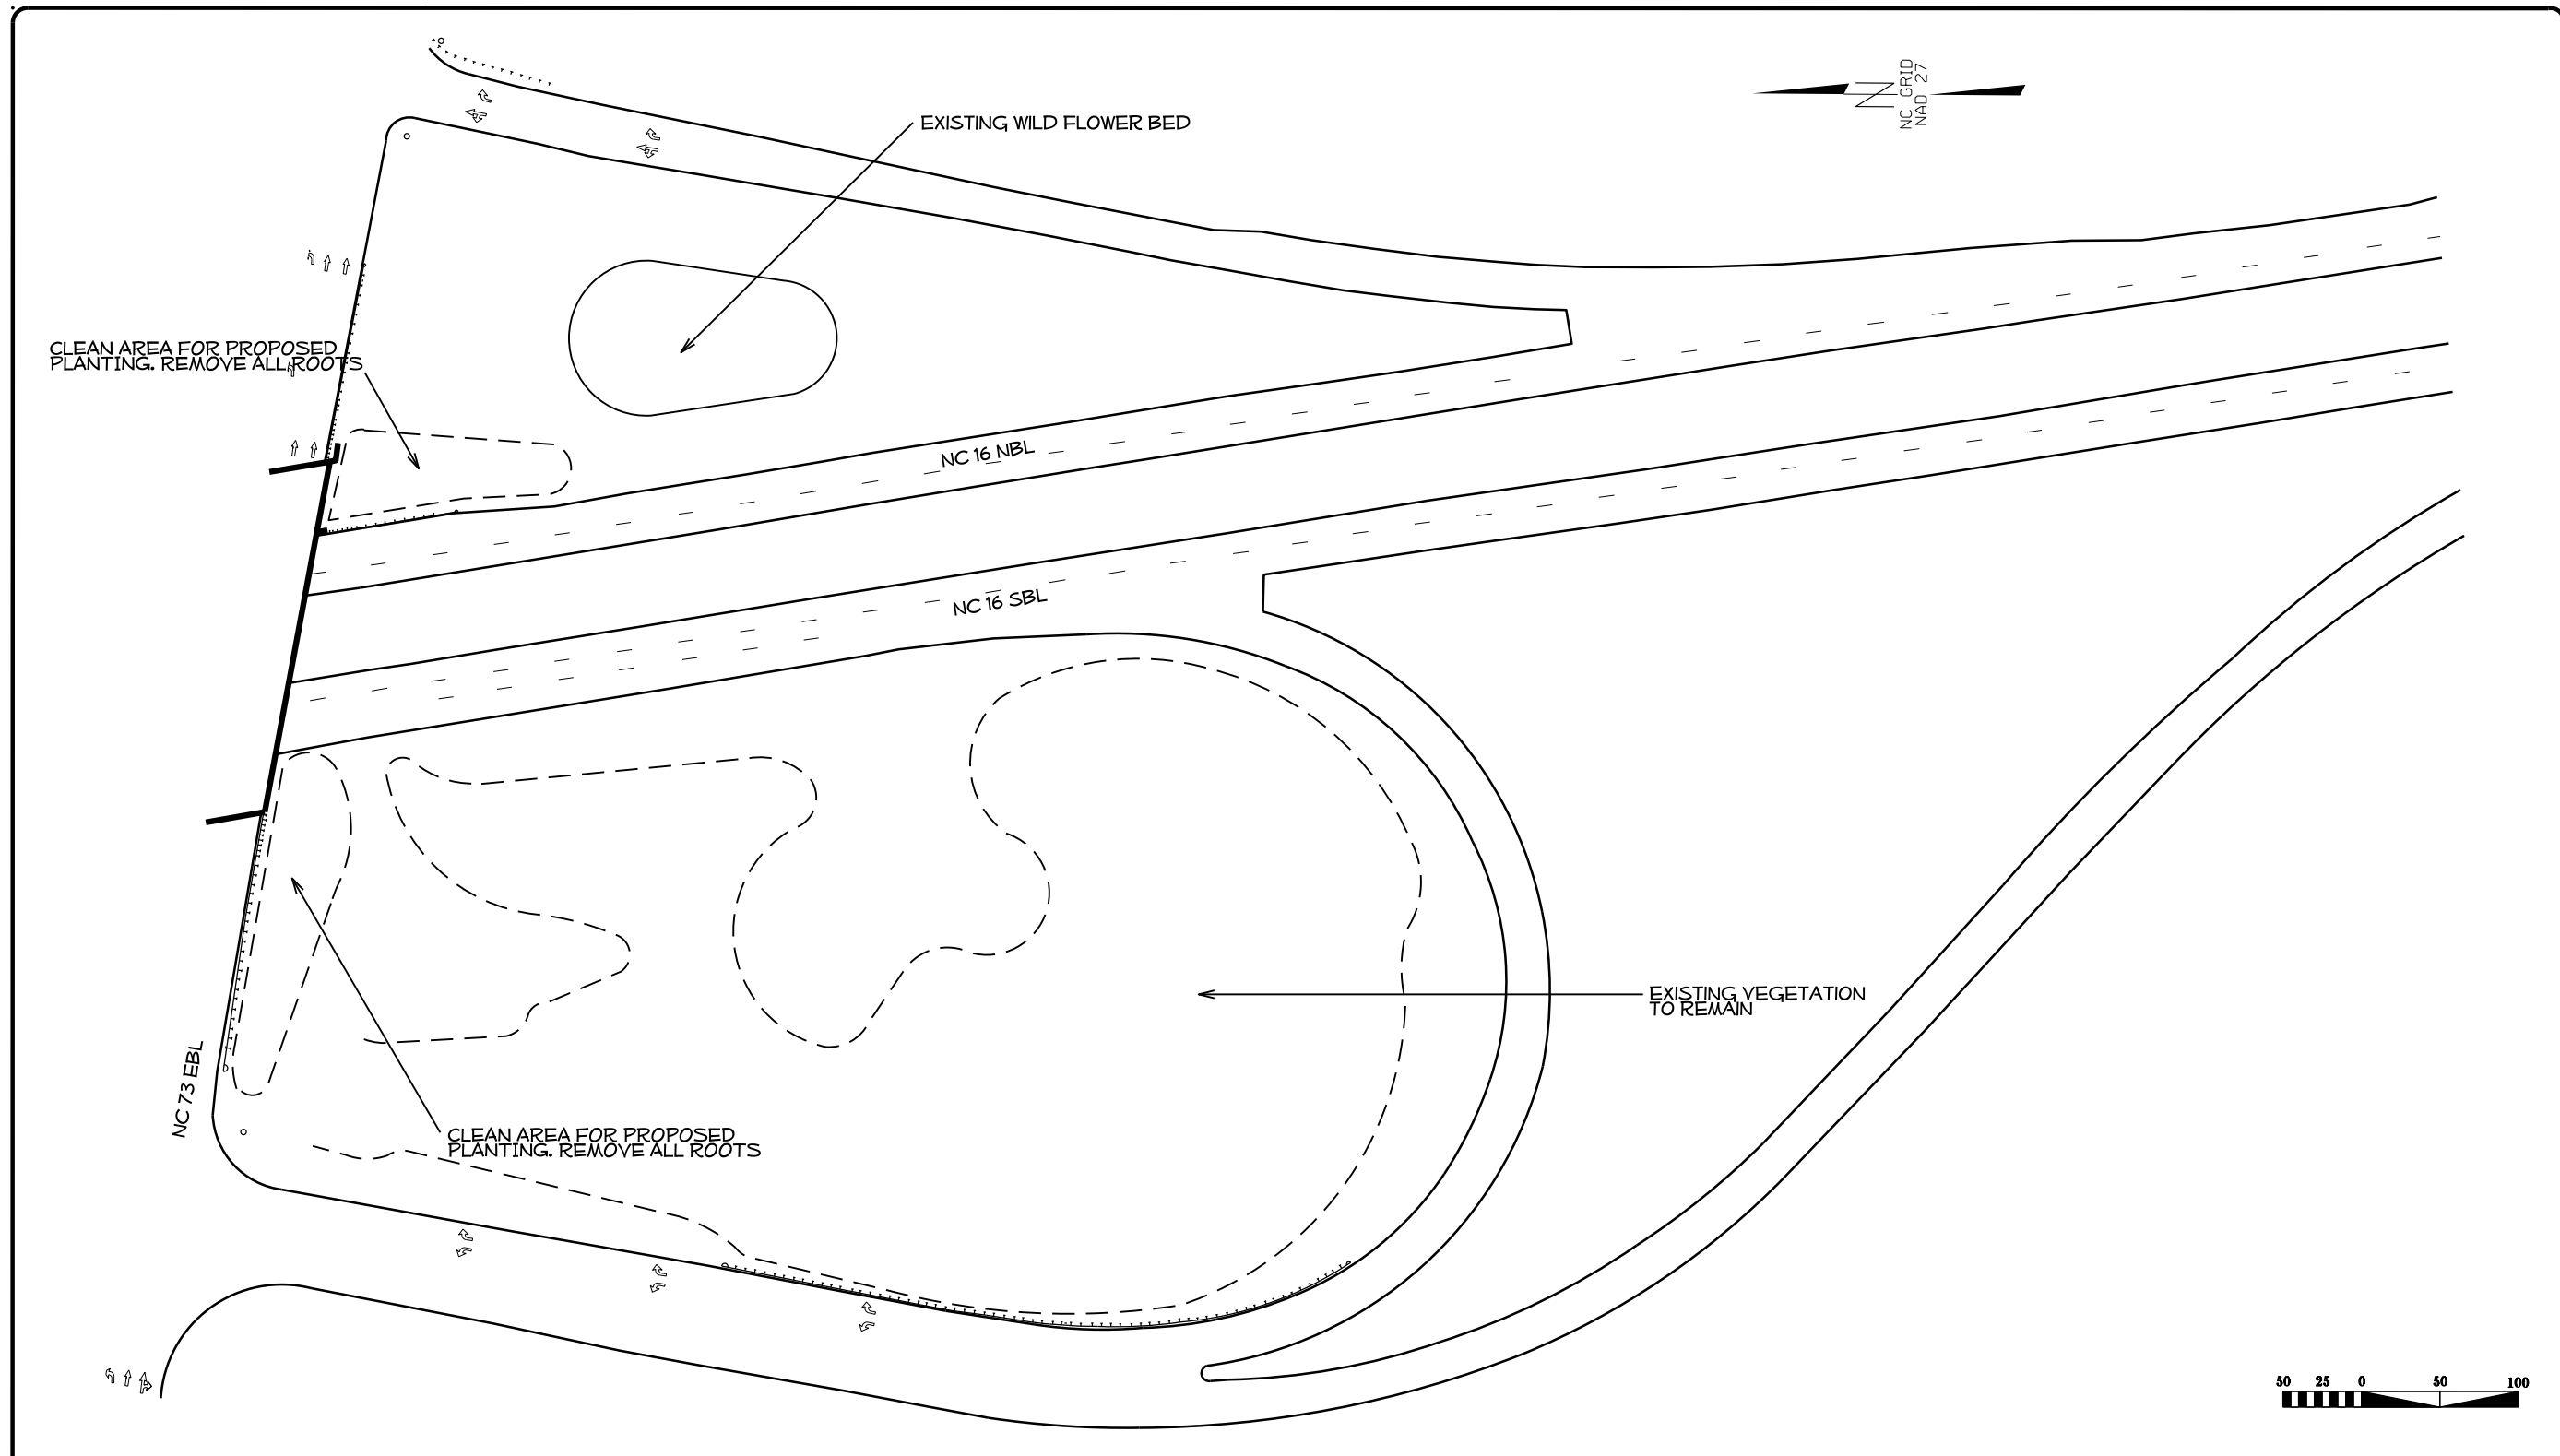 NC GRID
NAD 27
N
EXISTING WILD FLOWER BED
CLEAN AREA FOR PROPOSED
PLANTING. REMOVE ALL ROOTS
NC 16 NBL
NC 16 SBL
EXISTING VEGETATION
TO REMAIN
NC 73 EBL
CLEAN AREA FOR PROPOSED
PLANTING. REMOVE ALL ROOTS
50 25 0 50 100